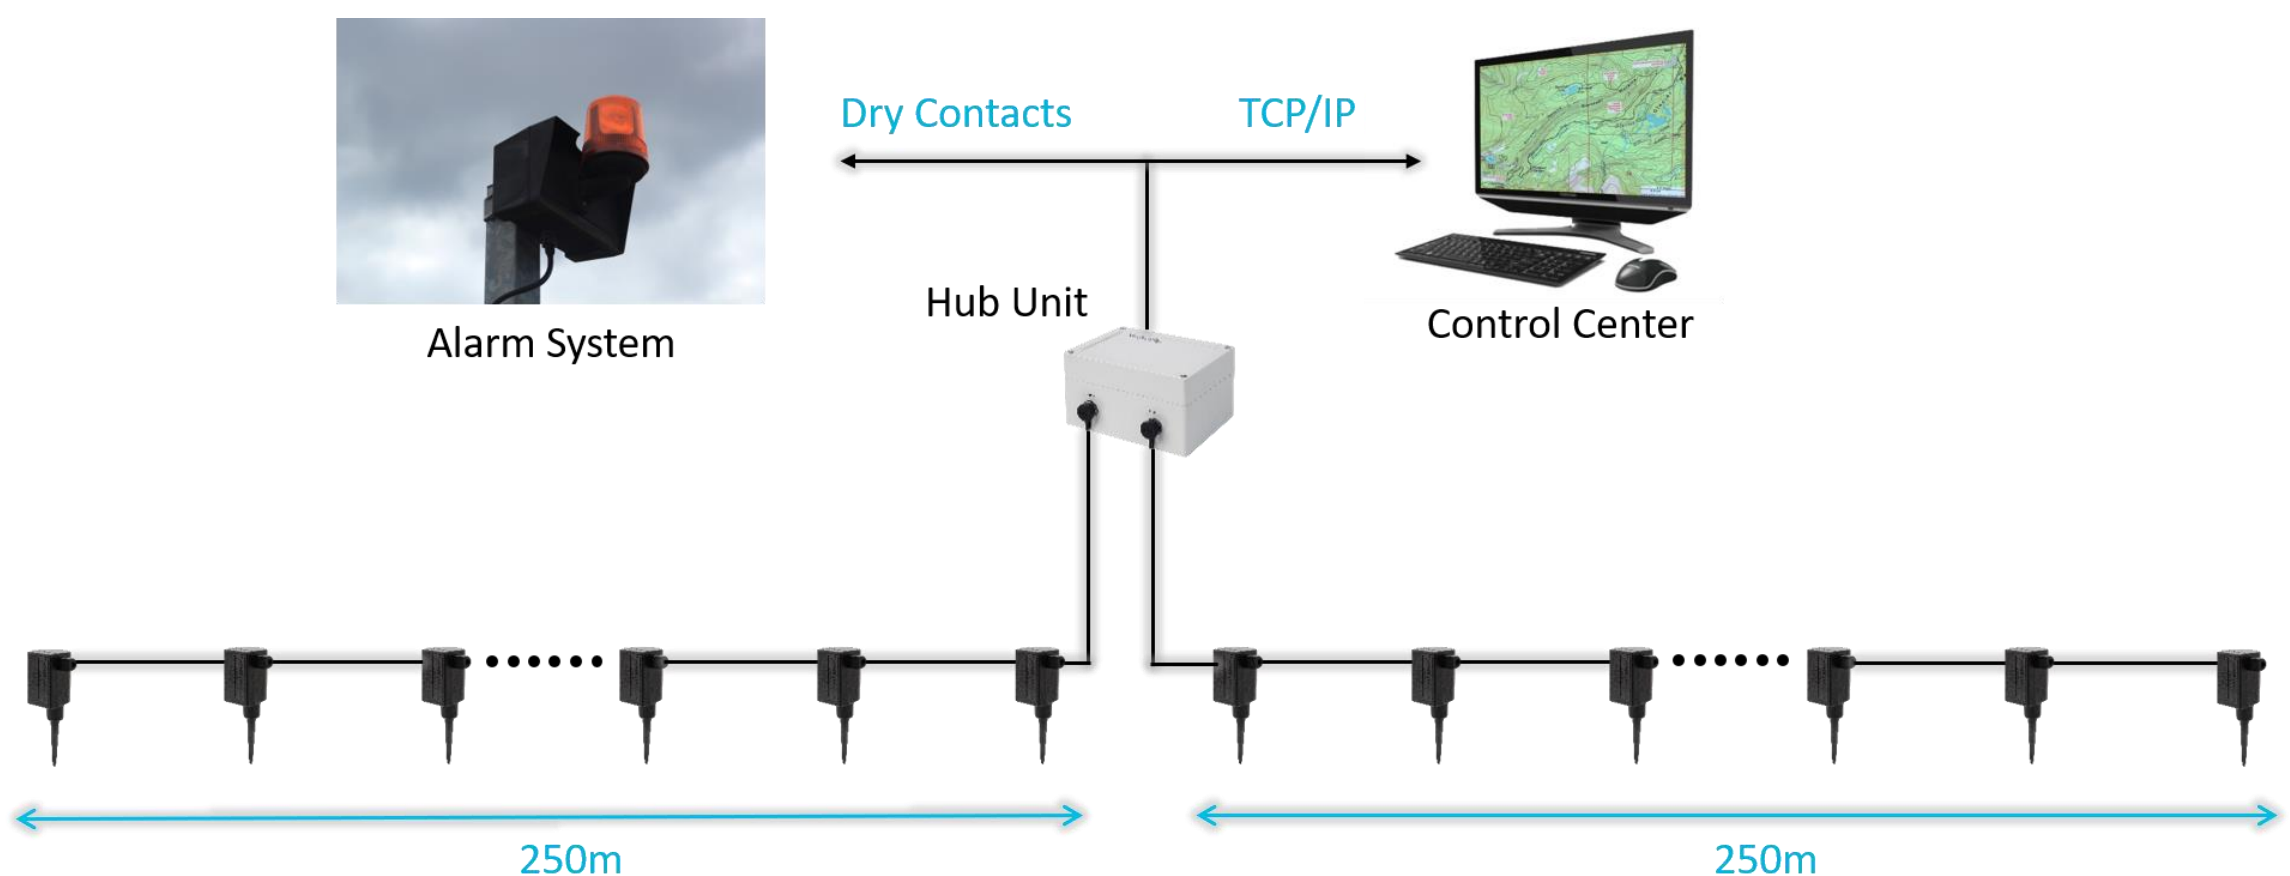 Dry Contacts
TCP/IP
Hub Unit
Alarm System
Control Center
250m
250m